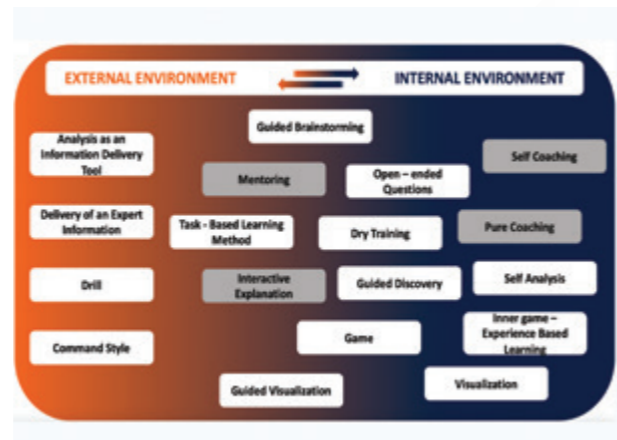 EXTERNAL ENVIRONMENT
INTERNAL ENVIRONMENT
Guided Brainstorming
Analysis as an
Information Delivery
Tool
Self Coaching
Mentoring
Open – ended
Questions
Delivery of an Expert
Information
Task - Based Learning
Method
Dry Training
Pure Coaching
Drill
Interactive
Explanation
Guided Discovery
Self Analysis
Command Style
Game
Inner game –
Experience Based
Learning
Guided Visualization
Visualization